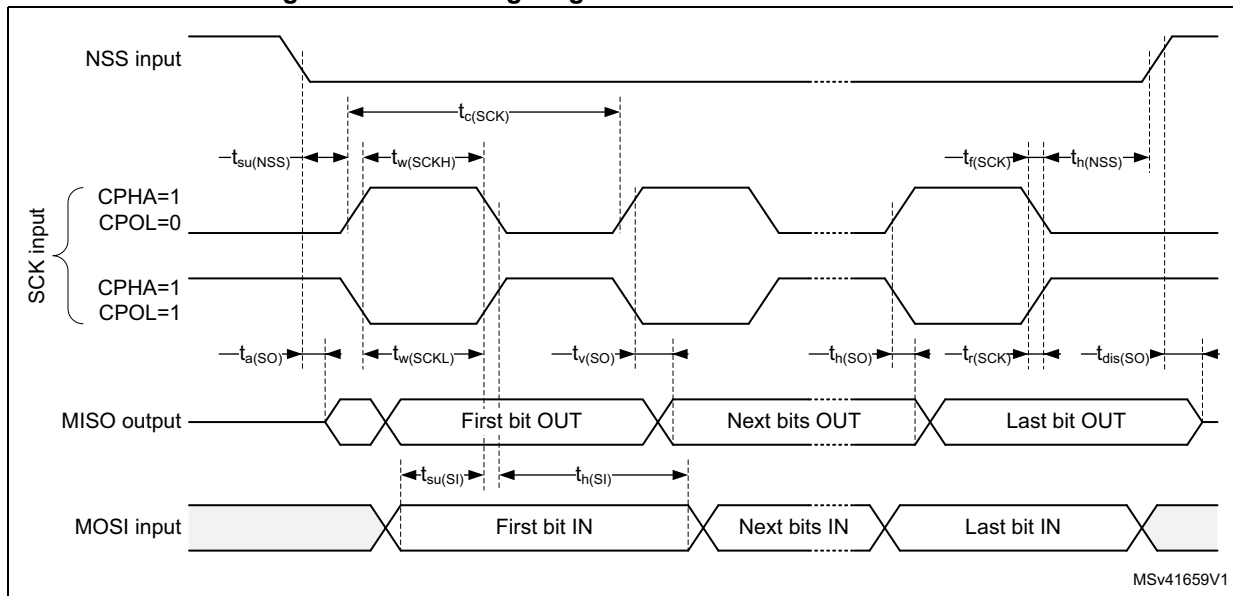 NSS input
tc(SCK)
tsu(NSS)
tw(SCKH)
tf(SCK)
th(NSS)
SCK input
CPHA=1
CPOL=0
CPHA=1
CPOL=1
ta(SO)
tw(SCKL)
tv(SO)
th(SO)
tr(SCK)
tdis(SO)
MISO output
First bit OUT
Next bits OUT
Last bit OUT
tsu(SI)
th(SI)
MOSI input
First bit IN
Next bits IN
Last bit IN
MSv41659V1